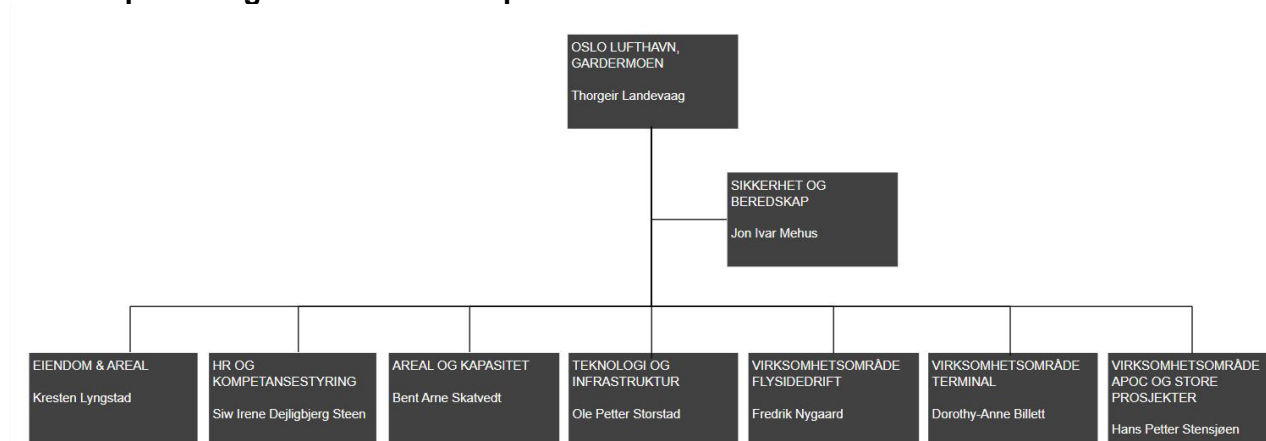 OSLO LUFTHAVN,
GARDERMOEN
Thorgeir Landevaag
SIKKERHET OG
BEREDSKAP
Jon Ivar Mehus
EIENDOM & AREAL
Kresten Lyngstad
HR OG
KOMPETANSESTYRING
Siw Irene Dejligbjerg Steen
AREAL OG KAPASITET
Bent Arne Skatvedt
TEKNOLOGI OG
INFRASTRUKTUR
Ole Petter Storstad
VIRKSOMHETSOMRÅDE
FLYSIDEDRIFT
Fredrik Nygaard
VIRKSOMHETSOMRÅDE
TERMINAL
Dorothy-Anne Billett
VIRKSOMHETSOMRÅDE
APOC OG STORE
PROSJEKTER
Hans Petter Stensjøen